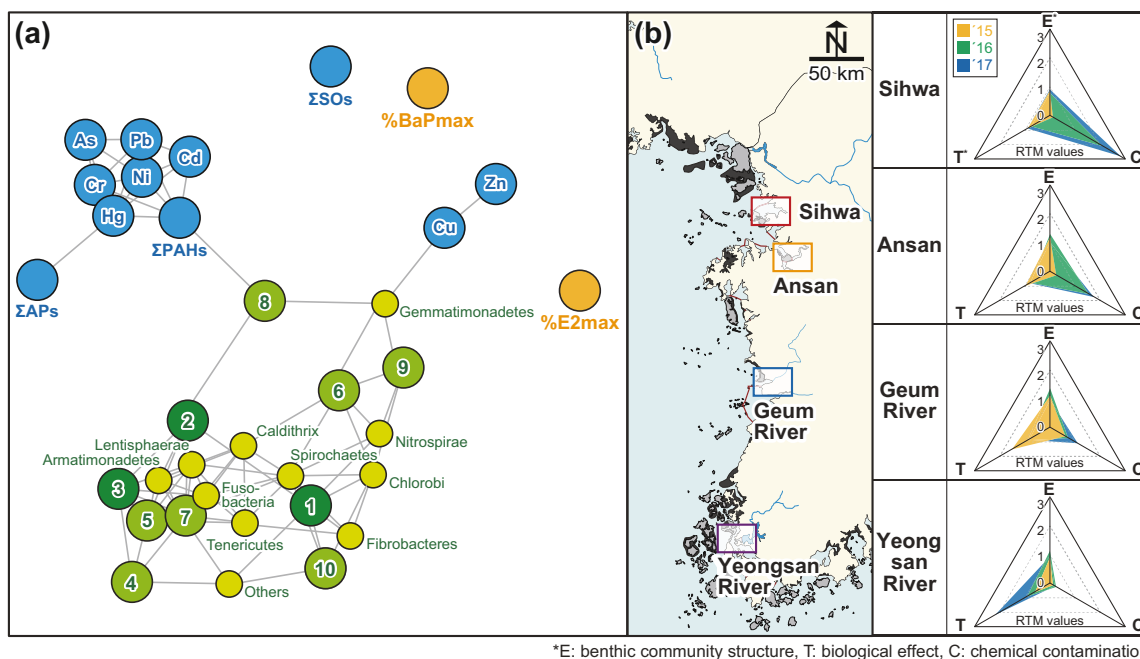 (a)
ΣSOs
%BaPmax
As
Pb
Cd
Cr
Ni
Hg
ΣPAHs
Zn
Cu
ΣAPs
8
Gemmatimonadetes
%E2max
9
6
2
Caldithrix
Nitrospirae
Lentisphaerae
Armatimonadetes
Spirochaetes
3
Fuso-
bacteria
Chlorobi
5
7
1
Tenericutes
Fibrobacteres
4
Others
10
(b)
N
50 km
Sihwa
Ansan
Geum
River
Yeongsan
River
Sihwa
´15
´16
´17
E*
3
2
1
0
T*
RTM values
C
Ansan
E
3
2
1
0
T
RTM values
C
Geum
River
E
3
2
1
0
T
RTM values
C
Yeong
san
River
E
3
2
1
0
T
RTM values
C
*E: benthic community structure, T: biological effect, C: chemical contaminatio